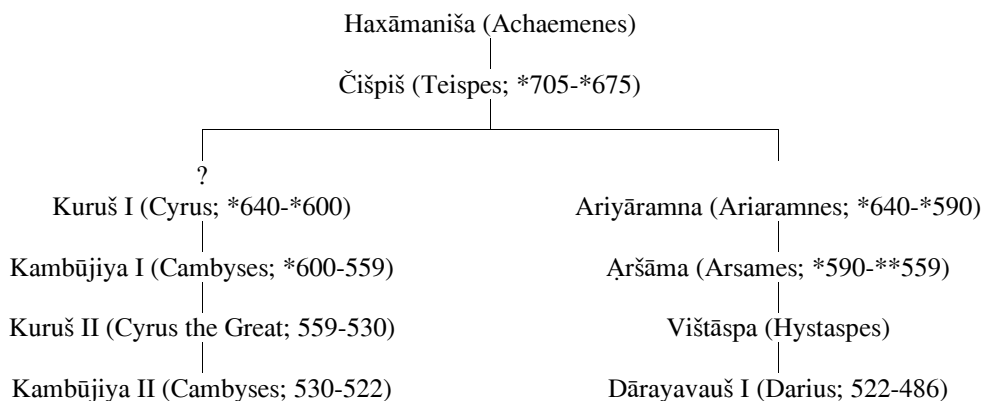 Haxāmaniša (Achaemenes)
Čišpiš (Teispes; *705-*675)
?
Kuruš I (Cyrus; *640-*600)
Ariyāramna (Ariaramnes; *640-*590)
Kambūjiya I (Cambyses; *600-559)
Ạršāma (Arsames; *590-**559)
Kuruš II (Cyrus the Great; 559-530)
Vištāspa (Hystaspes)
Kambūjiya II (Cambyses; 530-522)
Dārayavauš I (Darius; 522-486)